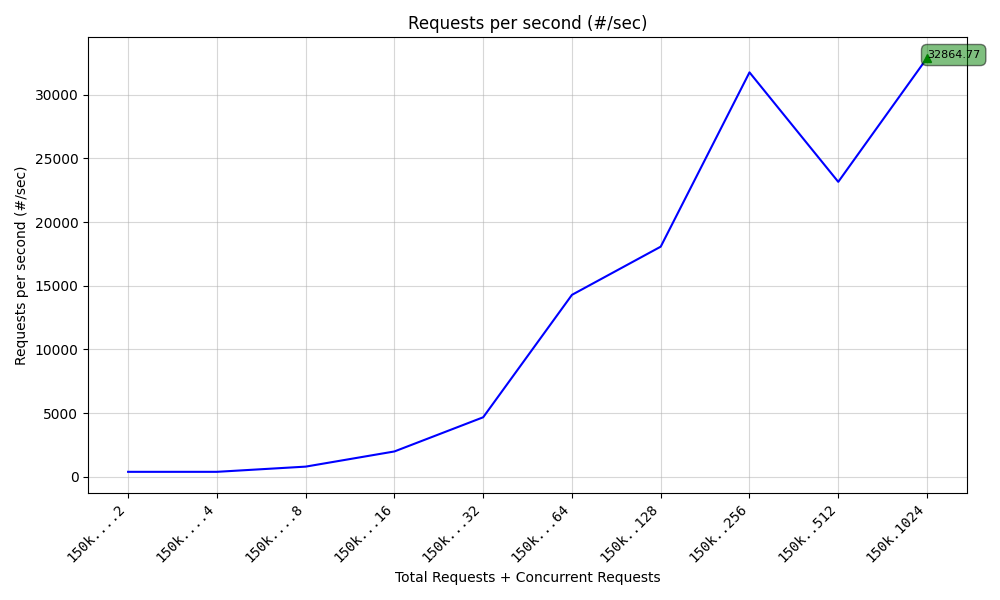 Requests per second (#/sec)
32864.77
30000
25000
20000
15000
10000
5000
0
Requests per second (#/sec)
150k....2
150k....4
150k....8
150k...16
150k...32
150k...64
150k..128
150k..256
150k..512
150k.1024
Total Requests + Concurrent Requests